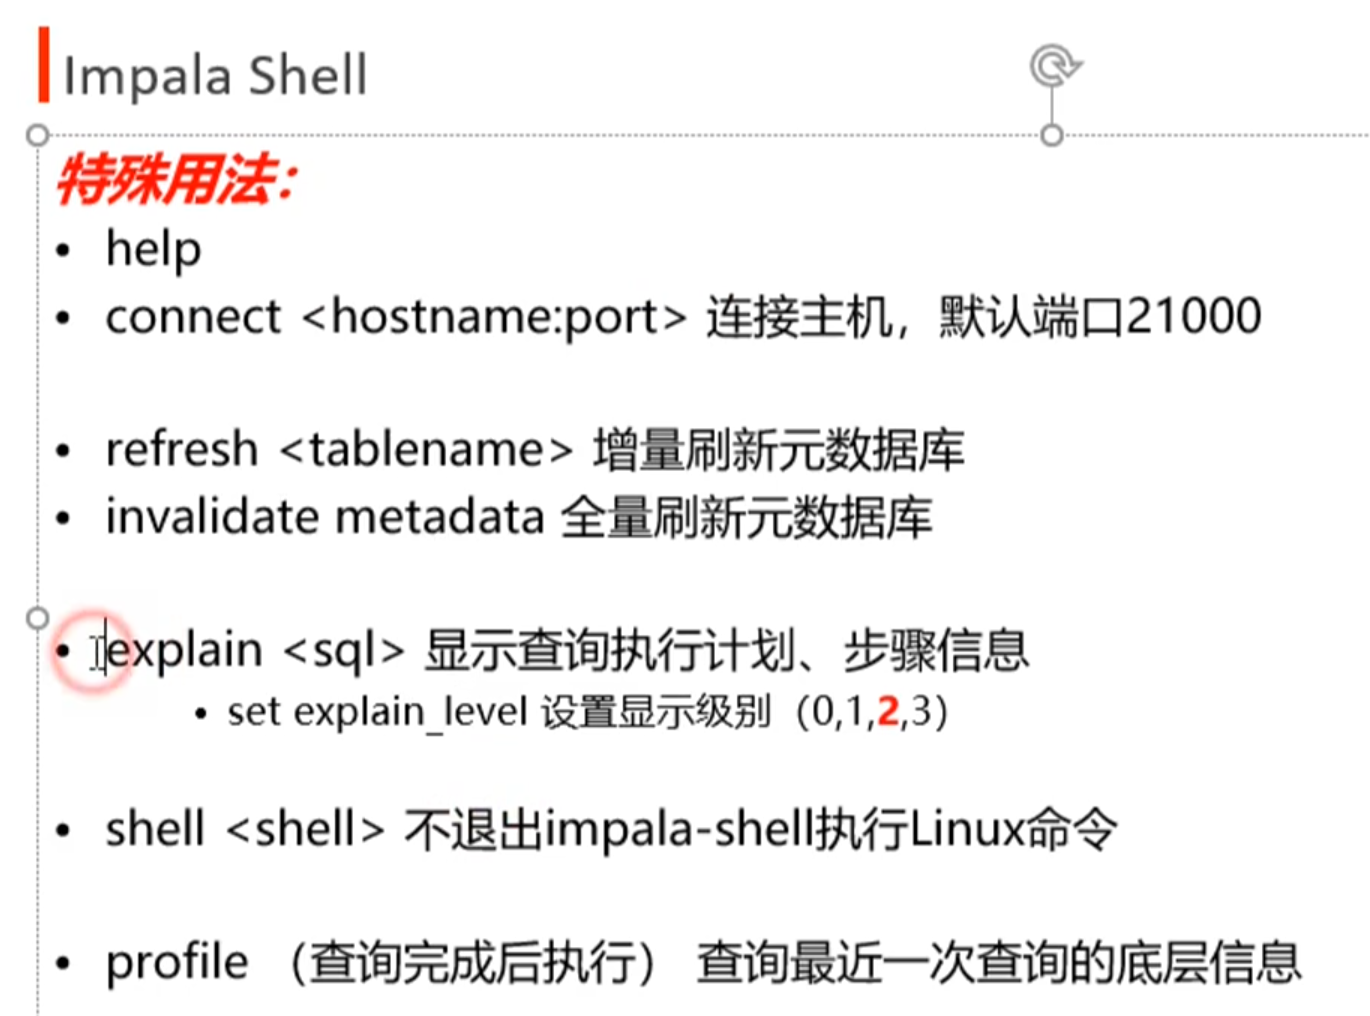 Impala Shell
特殊用法：
• help
• connect <hostname:port> 连接主机，默认端口21000
• refresh <tablename> 增量刷新元数据库
• invalidate metadata 全量刷新元数据库
• explain <sql> 显示查询执行计划、步骤信息
• set explain_level 设置显示级别（0,1,2,3）
• shell <shell> 不退出impala-shell执行Linux命令
• profile （查询完成后执行） 查询最近一次查询的底层信息